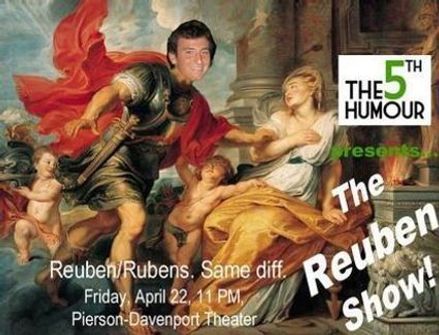 THE 5TH
HUMOUR
presents...
The
Reuben
Show!
Reuben/Rubens. Same diff.
Friday, April 22, 11 PM,
Pierson-Davenport Theater